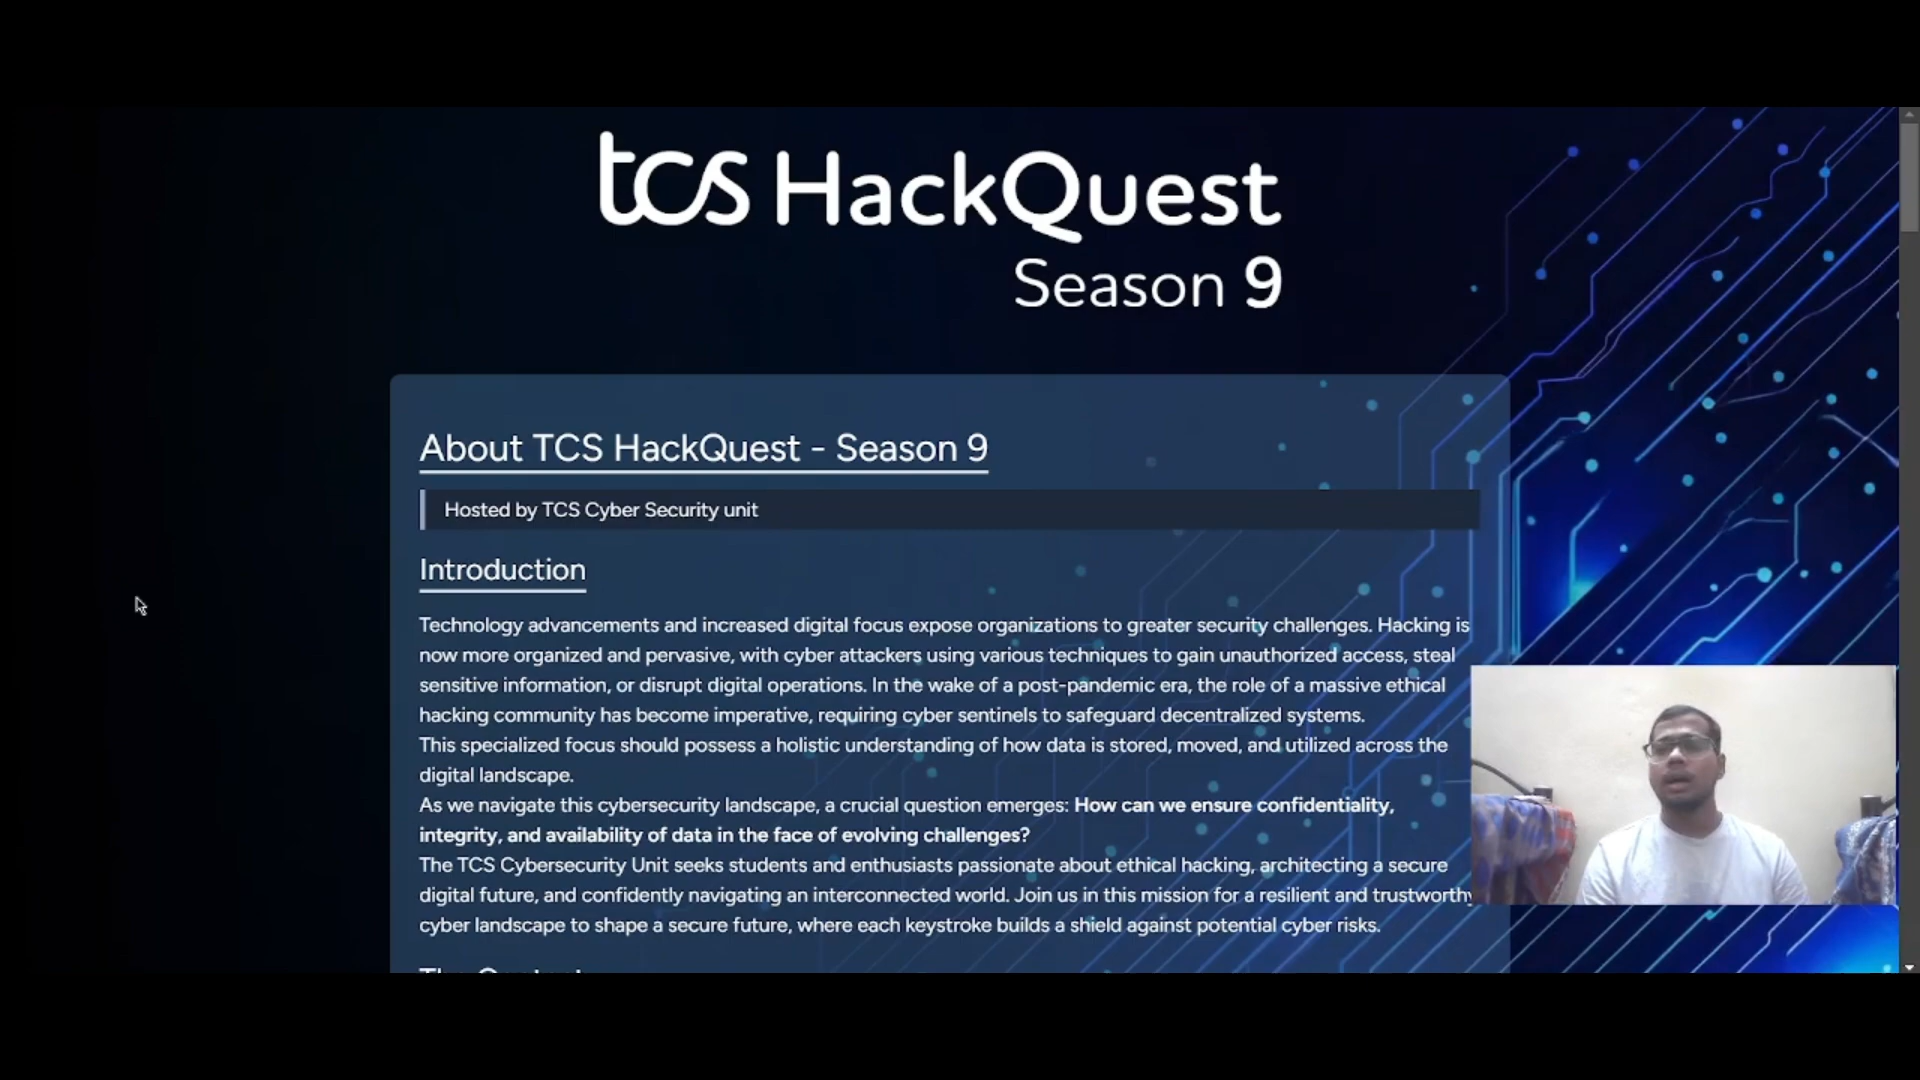 tcs HackQuest
Season 9
About TCS HackQuest - Season 9
Hosted by TCS Cyber Security unit
Introduction
Technology advancements and increased digital focus expose organizations to greater security challenges. Hacking is
now more organized and pervasive, with cyber attackers using various techniques to gain unauthorized access, steal
sensitive information, or disrupt digital operations. In the wake of a post-pandemic era, the role of a massive ethical
hacking community has become imperative, requiring cyber sentinels to safeguard decentralized systems.
This specialized focus should possess a holistic understanding of how data is stored, moved, and utilized across the
digital landscape.
As we navigate this cybersecurity landscape, a crucial question emerges: How can we ensure confidentiality,
integrity, and availability of data in the face of evolving challenges?
The TCS Cybersecurity Unit seeks students and enthusiasts passionate about ethical hacking, architecting a secure
digital future, and confidently navigating an interconnected world. Join us in this mission for a resilient and trustworthy
cyber landscape to shape a secure future, where each keystroke builds a shield against potential cyber risks.